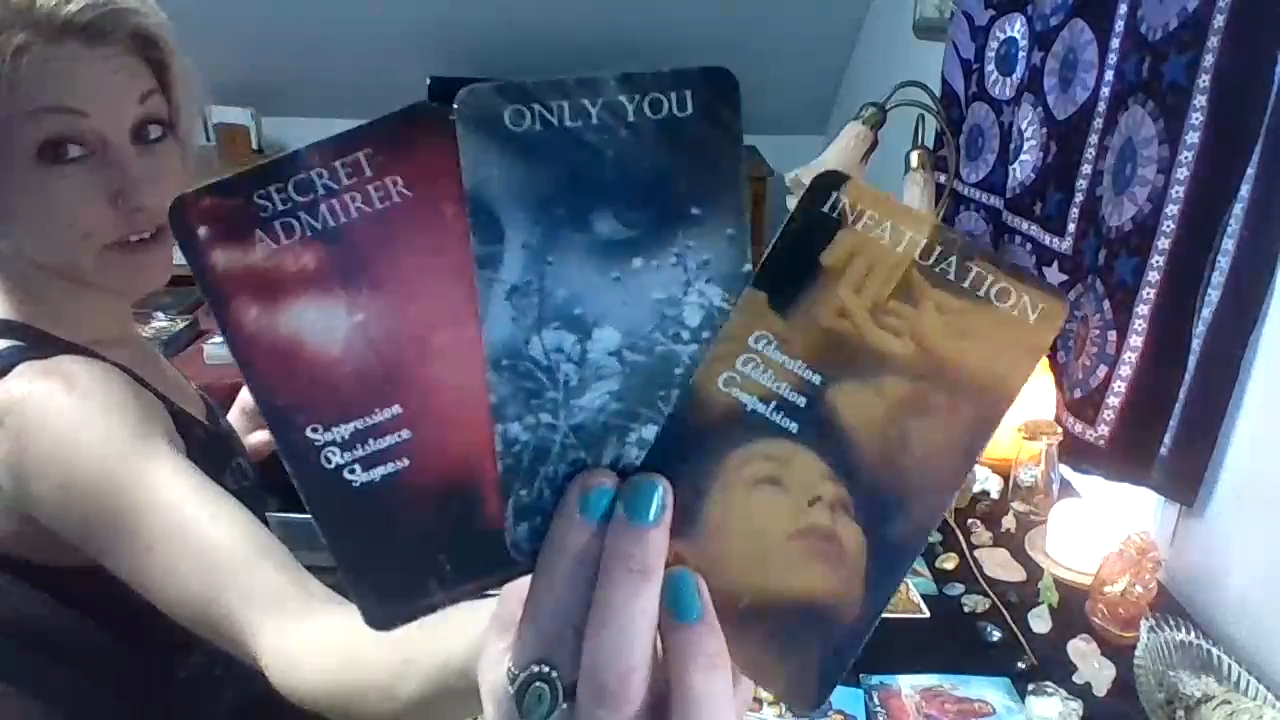 SECRET
ADMIRER
Suppression
Resistance
Shyness
ONLY YOU
INFATUATION
Adoration
Addiction
Compulsion